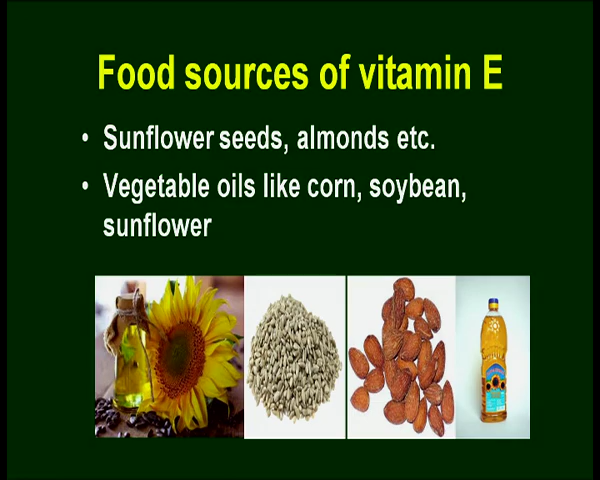 Food sources of vitamin E
• Sunflower seeds, almonds etc.
• Vegetable oils like corn, soybean,
sunflower